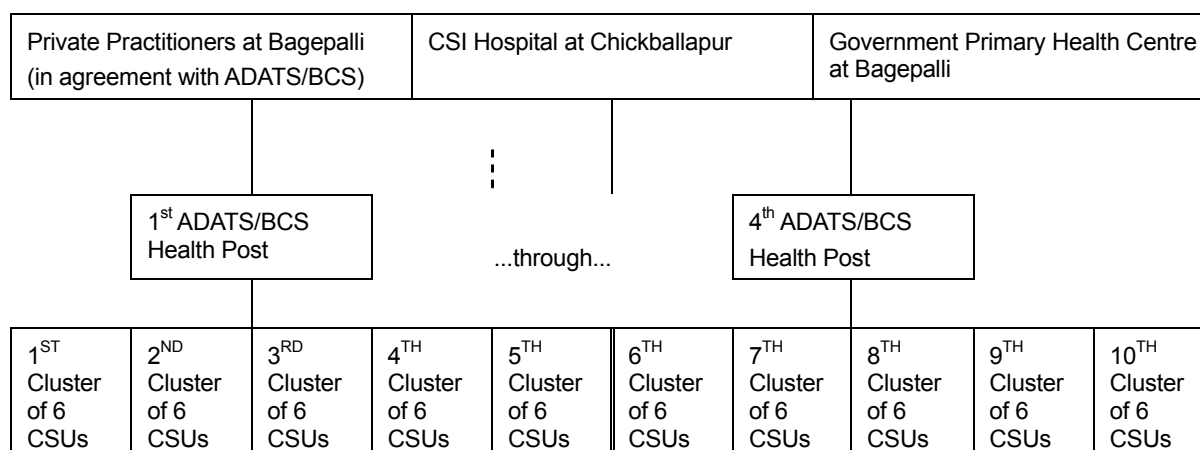 Private Practitioners at Bagepalli
(in agreement with ADATS/BCS)
CSI Hospital at Chickballapur
Government Primary Health Centre
at Bagepalli
1st ADATS/BCS
Health Post
...through...
4th ADATS/BCS
Health Post
1ST
Cluster
of 6
CSUs
2ND
Cluster
of 6
CSUs
3RD
Cluster
of 6
CSUs
4TH
Cluster
of 6
CSUs
5TH
Cluster
of 6
CSUs
6TH
Cluster
of 6
CSUs
7TH
Cluster
of 6
CSUs
8TH
Cluster
of 6
CSUs
9TH
Cluster
of 6
CSUs
10TH
Cluster
of 6
CSUs